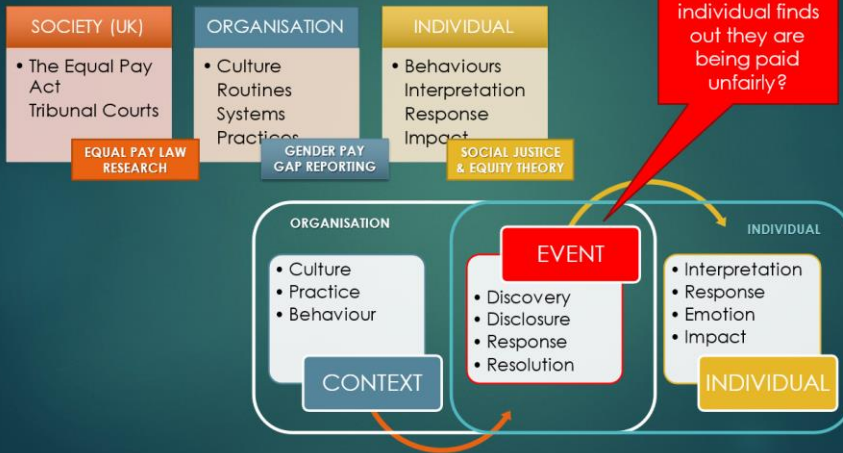 SOCIETY (UK)
• The Equal Pay
Act
Tribunal Courts
EQUAL PAY LAW
RESEARCH
ORGANISATION
• Culture
Routines
Systems
Practices
GENDER PAY
GAP REPORTING
INDIVIDUAL
• Behaviours
Interpretation
Response
Impact
SOCIAL JUSTICE
& EQUITY THEORY
individual finds
out they are
being paid
unfairly?
ORGANISATION
• Culture
• Practice
• Behaviour
CONTEXT
EVENT
• Discovery
• Disclosure
• Response
• Resolution
INDIVIDUAL
• Interpretation
• Response
• Emotion
• Impact
INDIVIDUAL